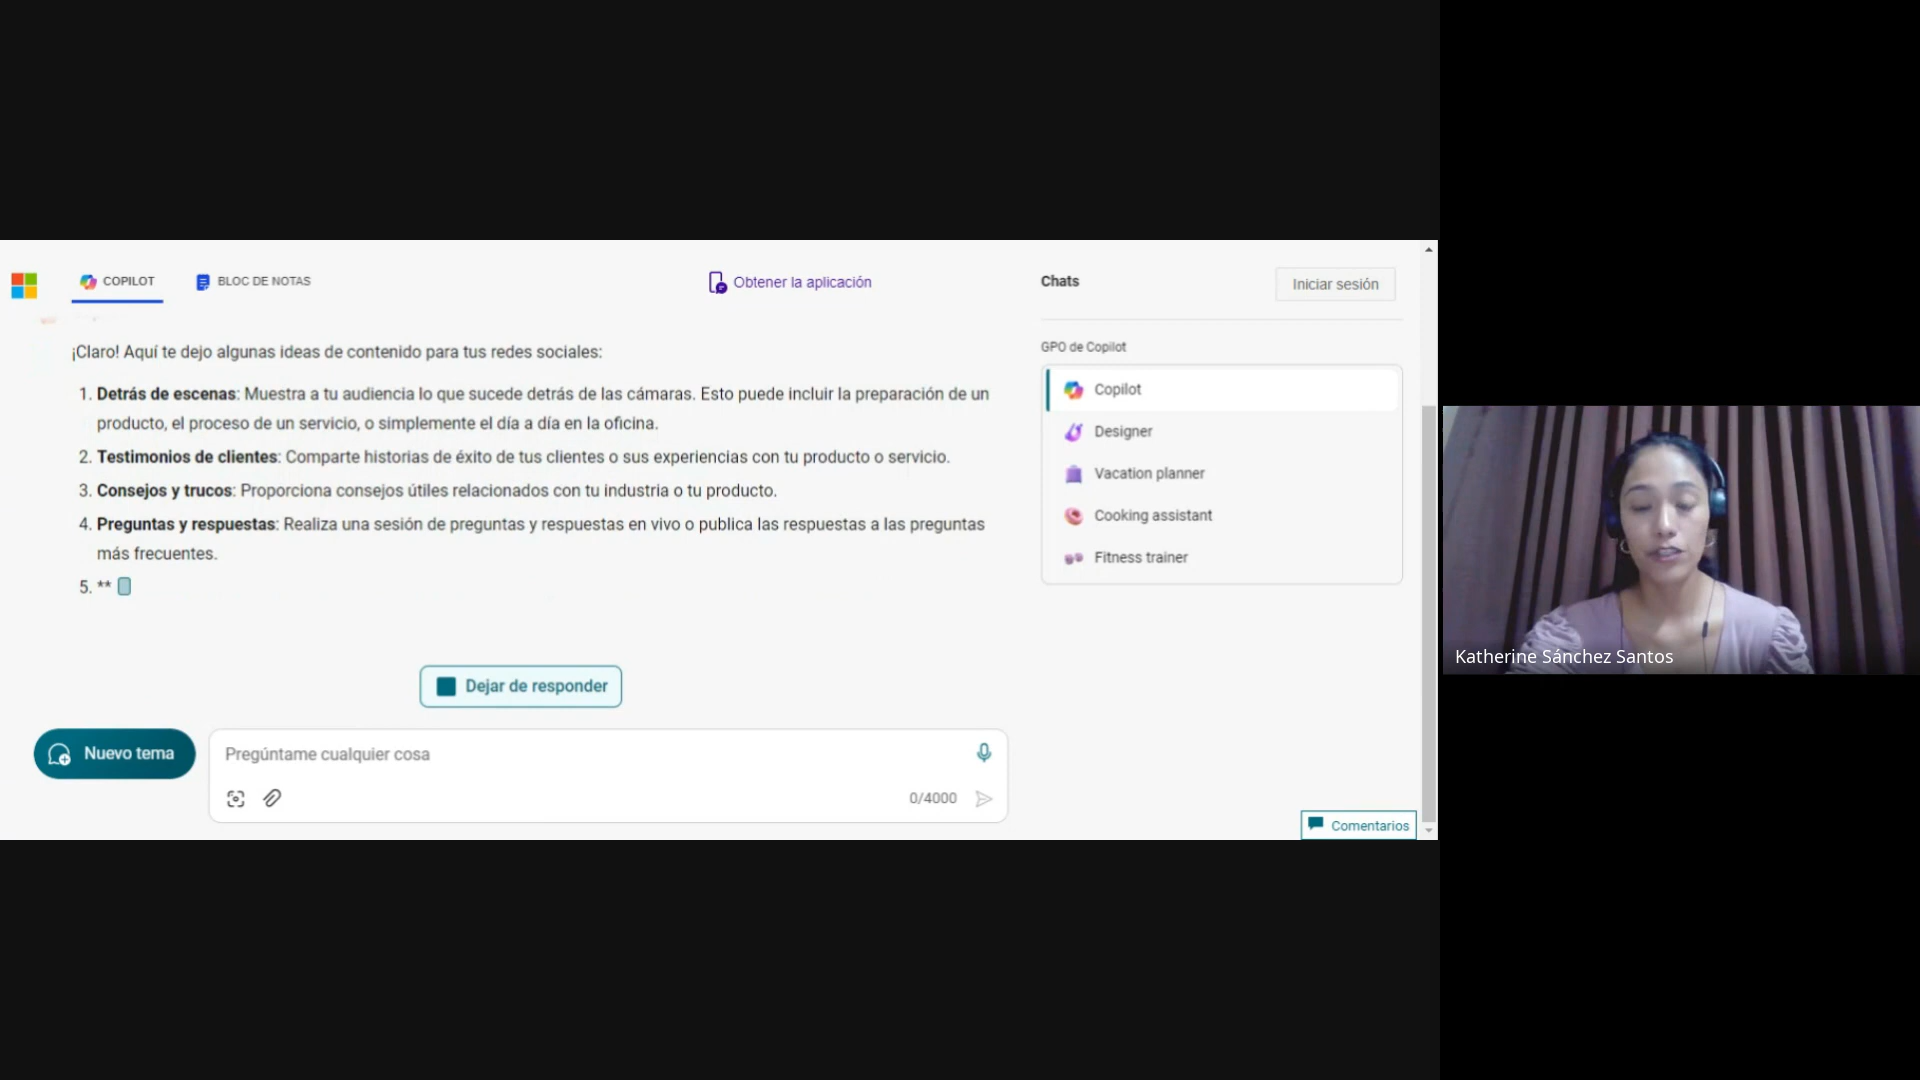 COPILOT
BLOC DE NOTAS
Obtener la aplicación
Chats
Iniciar sesión
¡Claro! Aquí te dejo algunas ideas de contenido para tus redes sociales:
1. Detrás de escenas: Muestra a tu audiencia lo que sucede detrás de las cámaras. Esto puede incluir la preparación de un
producto, el proceso de un servicio, o simplemente el día a día en la oficina.
2. Testimonios de clientes: Comparte historias de éxito de tus clientes o sus experiencias con tu producto o servicio.
3. Consejos y trucos: Proporciona consejos útiles relacionados con tu industria o tu producto.
4. Preguntas y respuestas: Realiza una sesión de preguntas y respuestas en vivo o publica las respuestas a las preguntas
más frecuentes.
5. **
Dejar de responder
Nuevo tema
Pregúntame cualquier cosa
0/4000
GPO de Copilot
Copilot
Designer
Vacation planner
Cooking assistant
Fitness trainer
Comentarios
Katherine Sánchez Santos